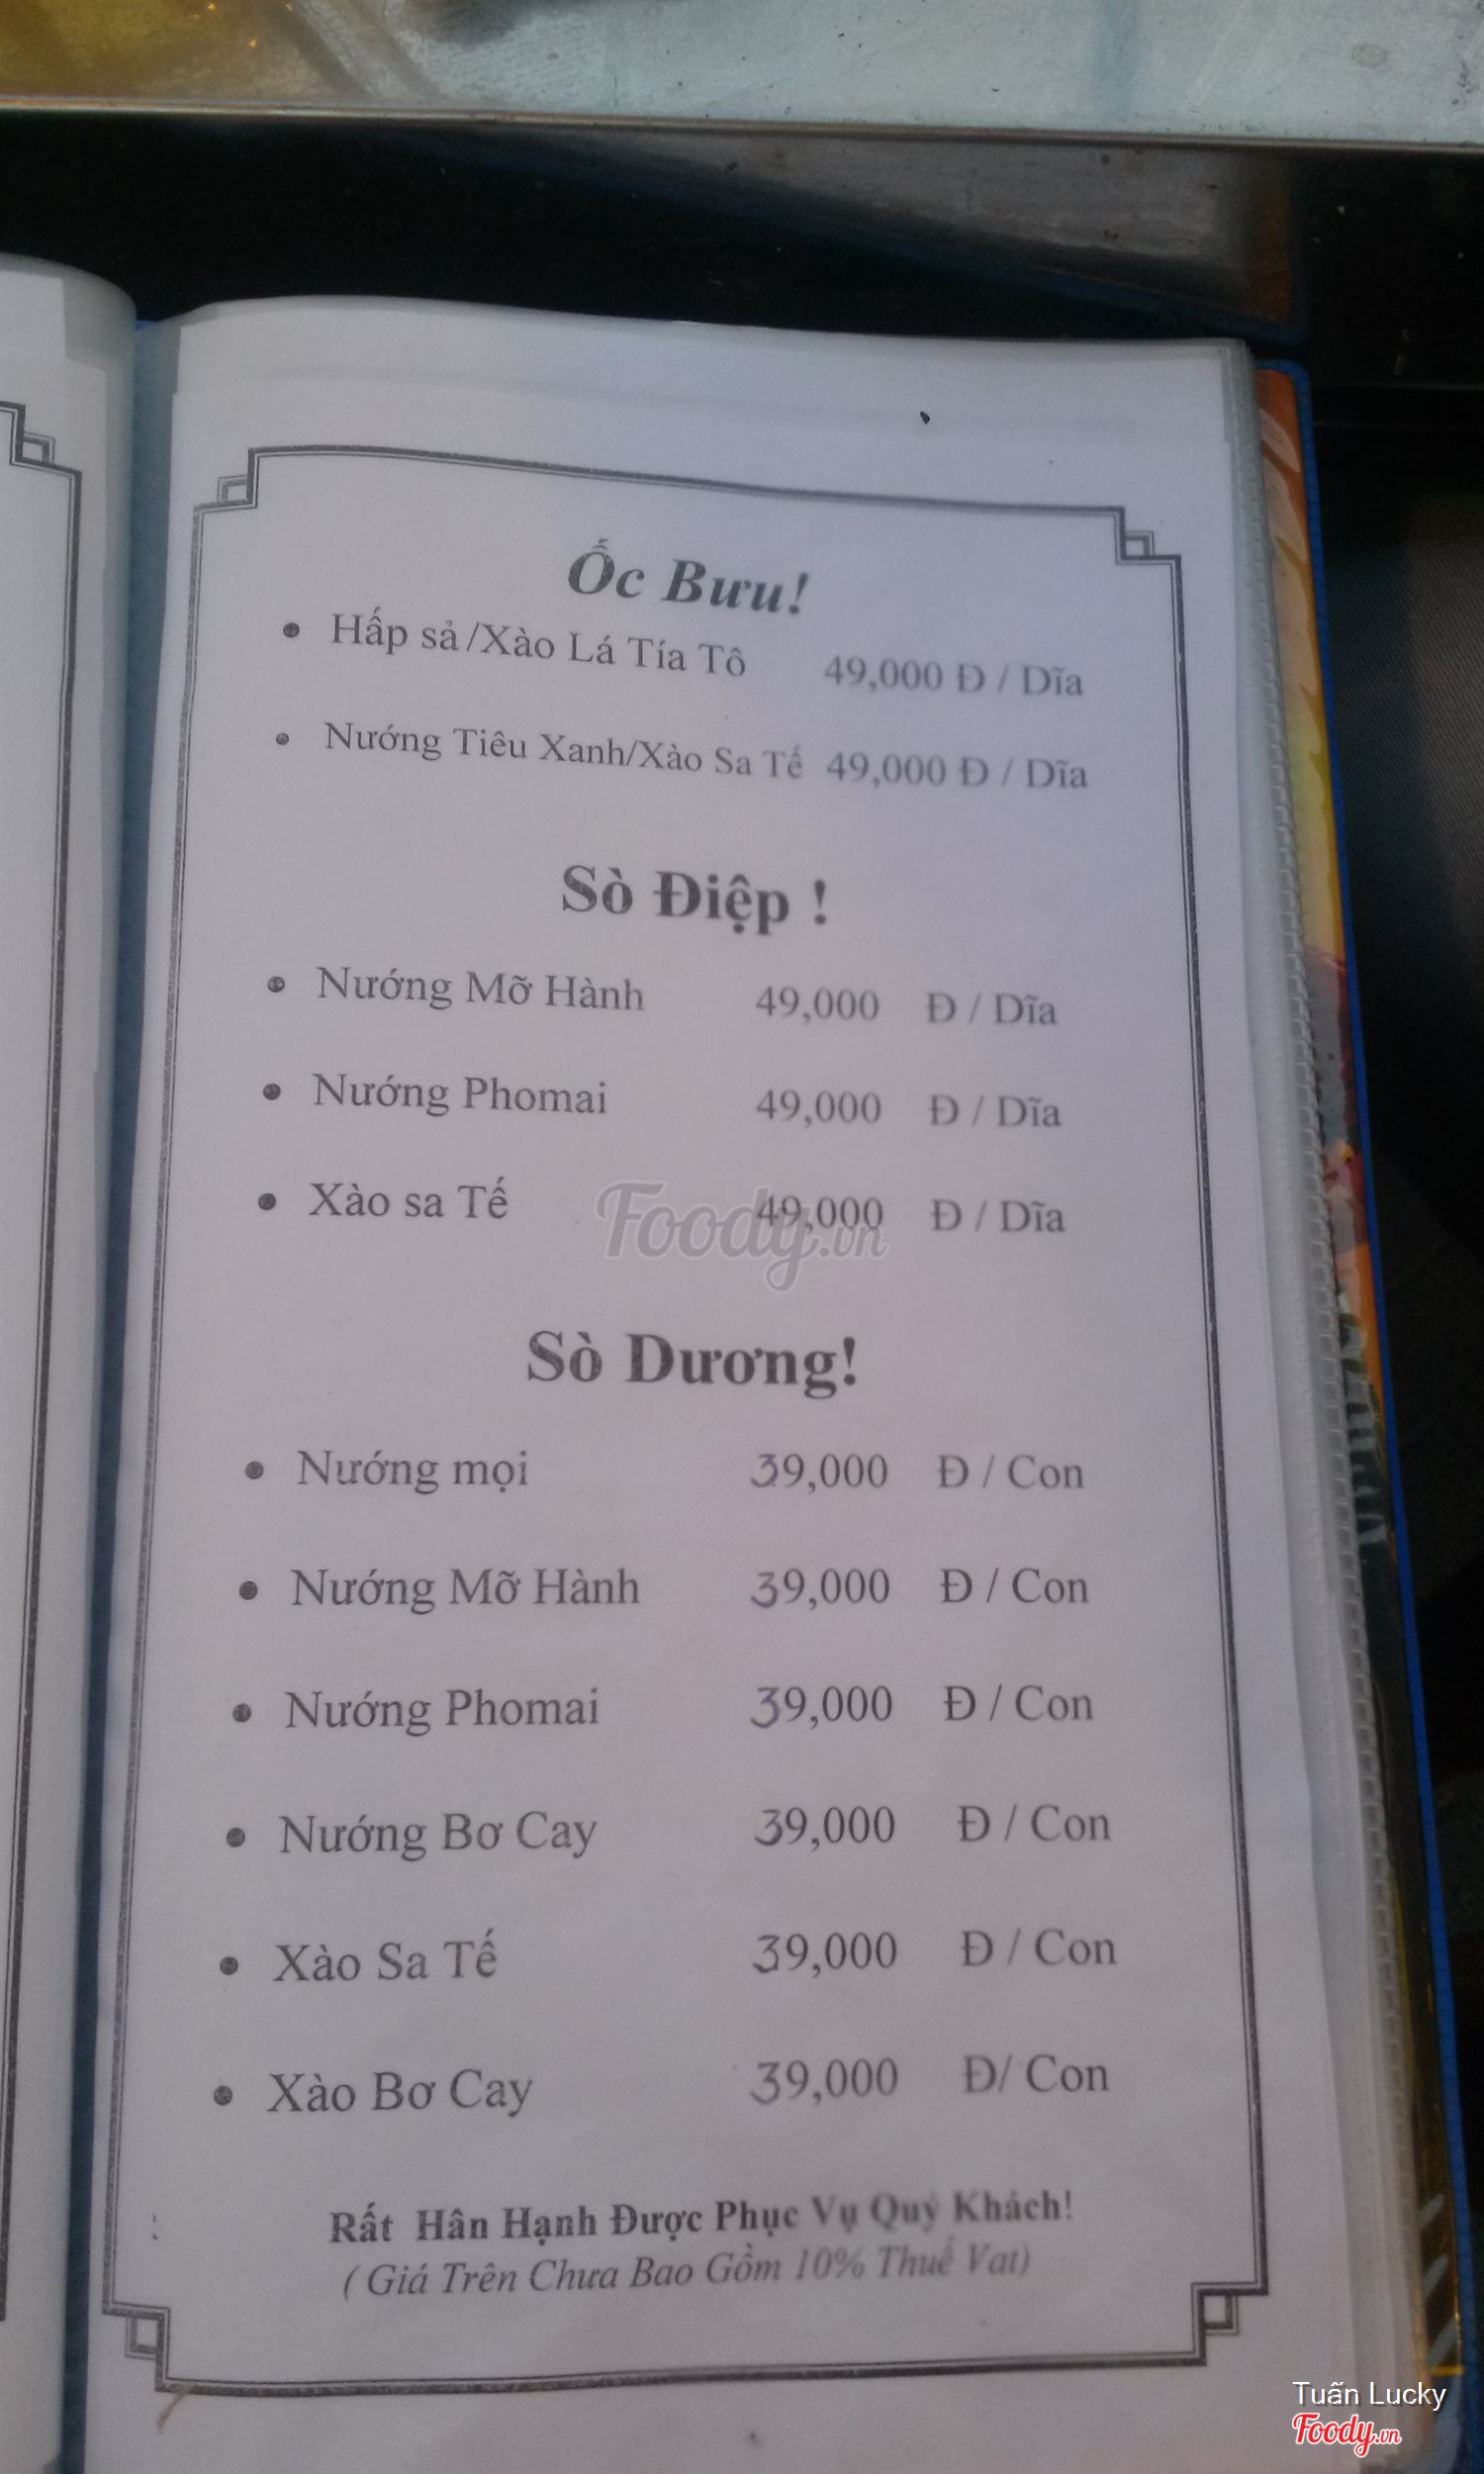 Ốc Bưu!
Hấp sả/Xào Lá Tía Tô 49,000 Đ / Dĩa
Nướng Tiêu Xanh/Xào Sa Tế 49,000 Đ / Dĩa
Sò Điệp !
Nướng Mỡ Hành 49,000 Đ / Dĩa
Nướng Phomai 49,000 Đ / Dĩa
Xào sa Tế 49,000 Đ / Dĩa
Foody.vn
Sò Dương!
Nướng mọi 39,000 Đ / Con
Nướng Mỡ Hành 39,000 Đ / Con
Nướng Phomai 39,000 Đ / Con
Nướng Bơ Cay 39,000 Đ / Con
Xào Sa Tế 39,000 Đ / Con
Xào Bơ Cay 39,000 Đ/ Con
Rất Hân Hạnh Được Phục Vụ Quý Khách!
( Giá Trên Chưa Bao Gồm 10% Thuế Vat)
Tuấn Lucky
Foody.vn